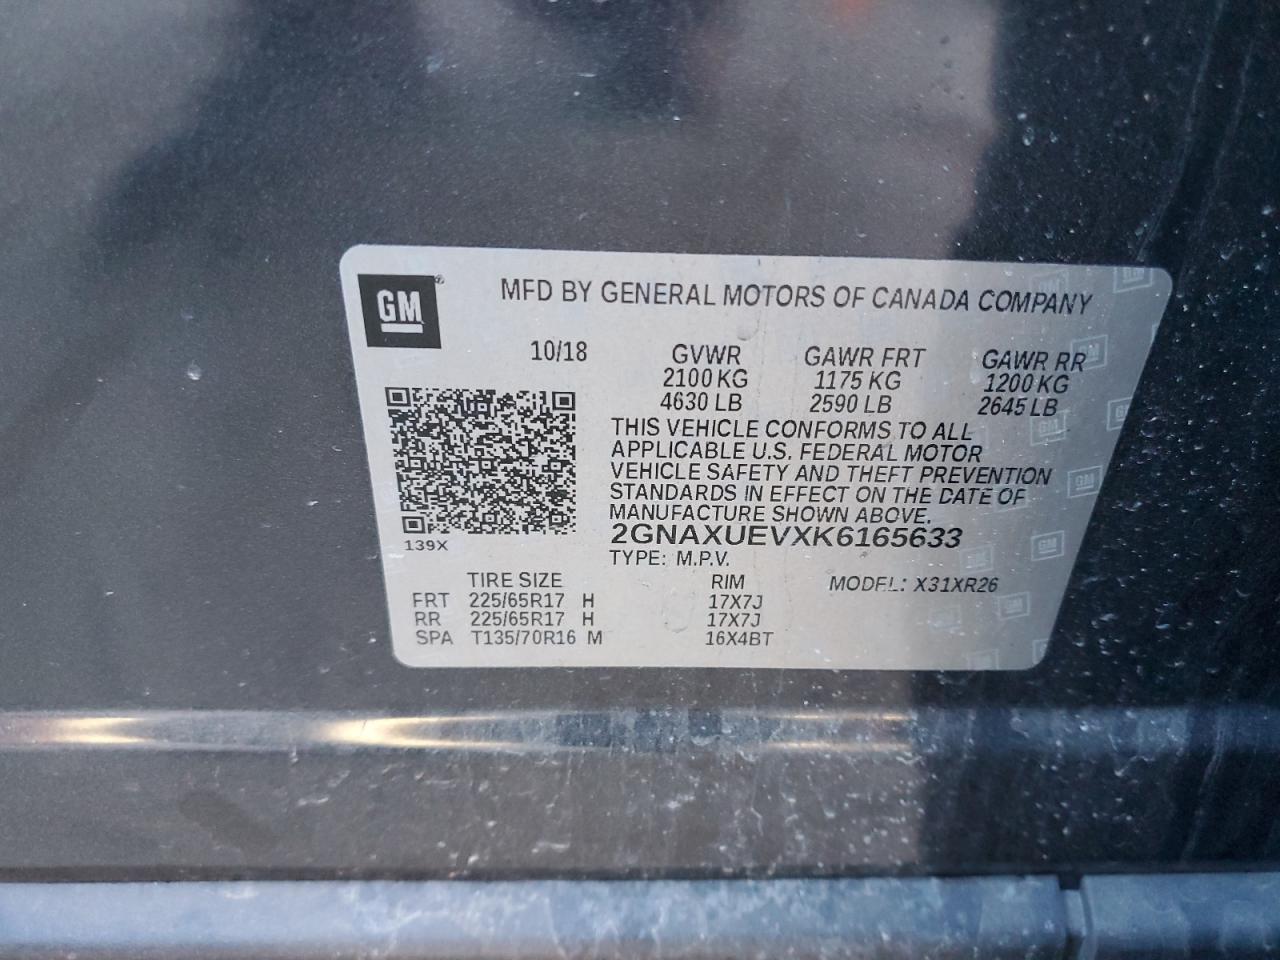 GM®
MFD BY GENERAL MOTORS OF CANADA COMPANY
10/18 GVWR GAWR FRT GAWR RR
2100 KG 1175 KG 1200 KG
4630 LB 2590 LB 2645 LB
THIS VEHICLE CONFORMS TO ALL
APPLICABLE U.S. FEDERAL MOTOR
VEHICLE SAFETY AND THEFT PREVENTION
STANDARDS IN EFFECT ON THE DATE OF
MANUFACTURE SHOWN ABOVE.
2GNAXUEVXK6165633
139X
TYPE: M.P.V.
TIRE SIZE RIM MODEL: X31XR26
FRT 225/65R17 H 17X7J
RR 225/65R17 H 17X7J
SPA T135/70R16 M 16X4BT